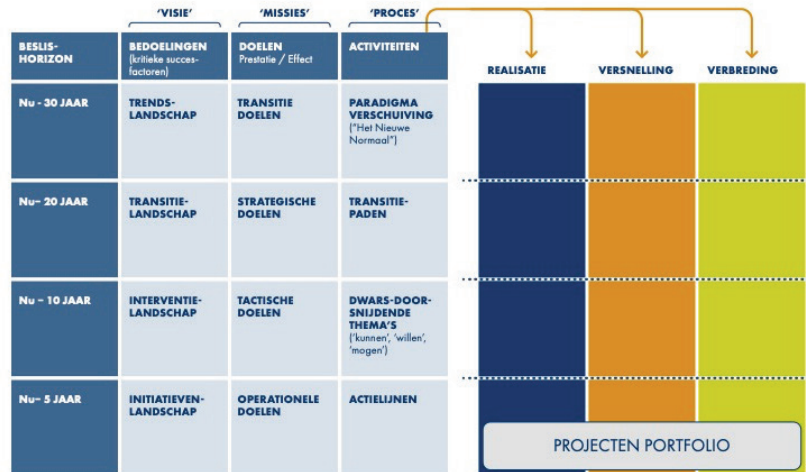 'VISIE'
'MISSIES'
'PROCES'
BESLIS-
HORIZON
BEDOELINGEN
(kritieke succes-
factoren)
DOELEN
Prestatie / Effect
ACTIVITEITEN
REALISATIE
VERSNELLING
VERBREDING
Nu - 30 JAAR
TRENDS-
LANDSCHAP
TRANSITIE
DOELEN
PARADIGMA
VERSCHUIVING
("Het Nieuwe
Normaal")
Nu– 20 JAAR
TRANSITIE-
LANDSCHAP
STRATEGISCHE
DOELEN
TRANSITIE-
PADEN
Nu – 10 JAAR
INTERVENTIE-
LANDSCHAP
TACTISCHE
DOELEN
DWARS-DOOR-
SNIJDENDE
THEMA'S
('kunnen', 'willen',
'mogen')
Nu– 5 JAAR
INITIATIEVEN-
LANDSCHAP
OPERATIONELE
DOELEN
ACTIELIJNEN
PROJECTEN PORTFOLIO